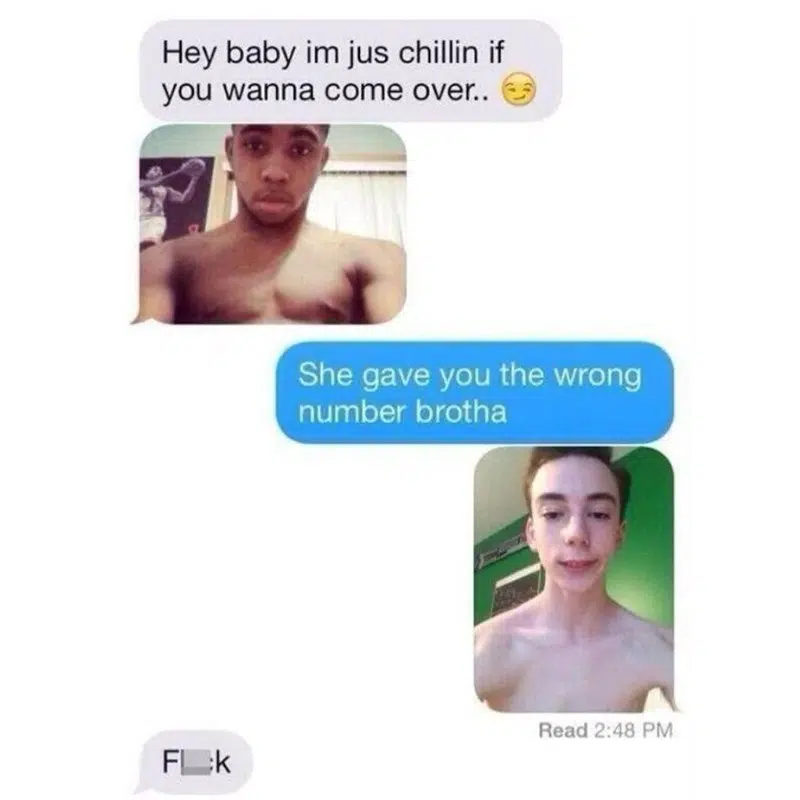 Hey baby im jus chillin if
you wanna come over.. 😏
She gave you the wrong
number brotha
Read 2:48 PM
F k